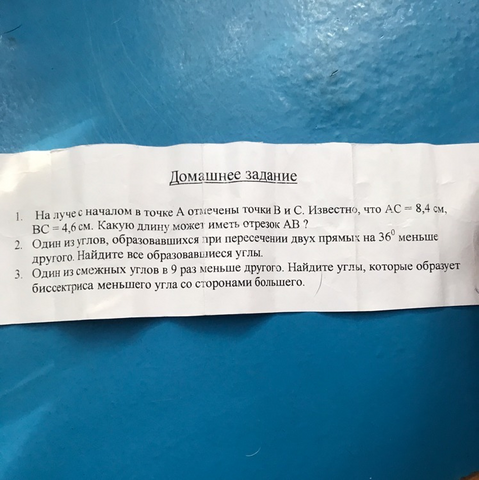 Домашнее задание
1. На луче с началом в точке А отмечены точки В и С. Известно, что АС = 8,4 см,
ВС = 4,6 см. Какую длину может иметь отрезок АВ ?
2. Один из углов, образовавшихся при пересечении двух прямых на 36⁰ меньше
другого. Найдите все образовавшиеся углы.
3. Один из смежных углов в 9 раз меньше другого. Найдите углы, которые образует
биссектриса меньшего угла со сторонами большего.